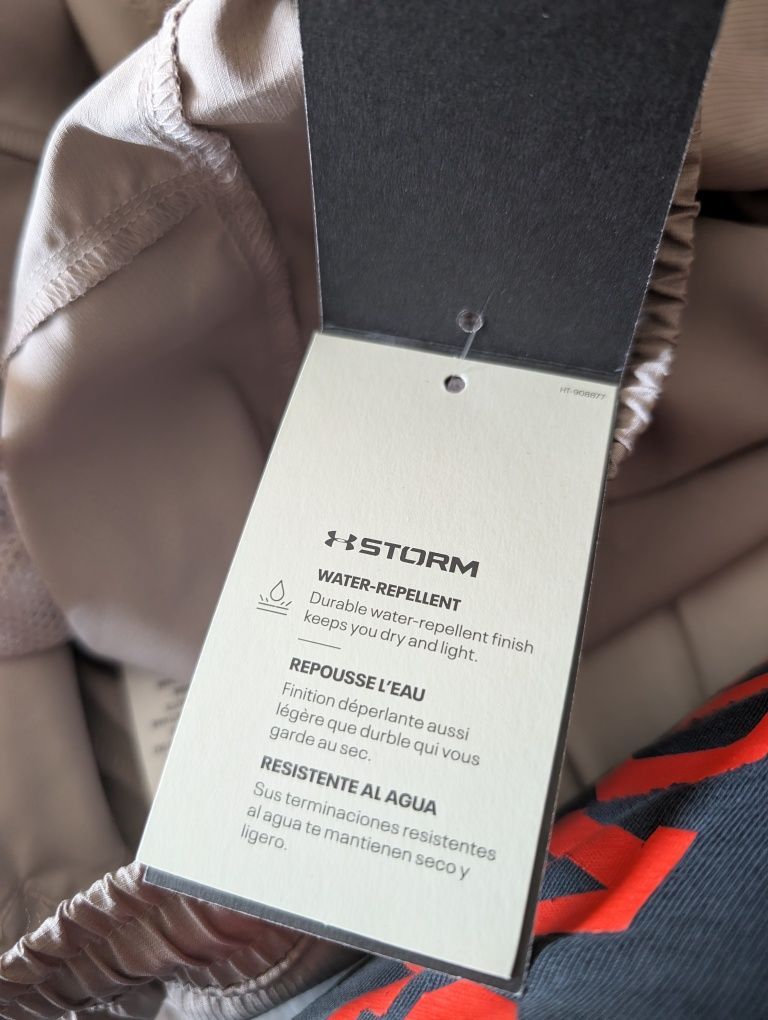 HT-908877
STORM
WATER-REPELLENT
Durable water-repellent finish
keeps you dry and light.
REPOUSSE L'EAU
Finition déperlante aussi
légère que durble qui vous
garde au sec.
RESISTENTE AL AGUA
Sus terminaciones resistentes
al agua te mantienen seco y
ligero.